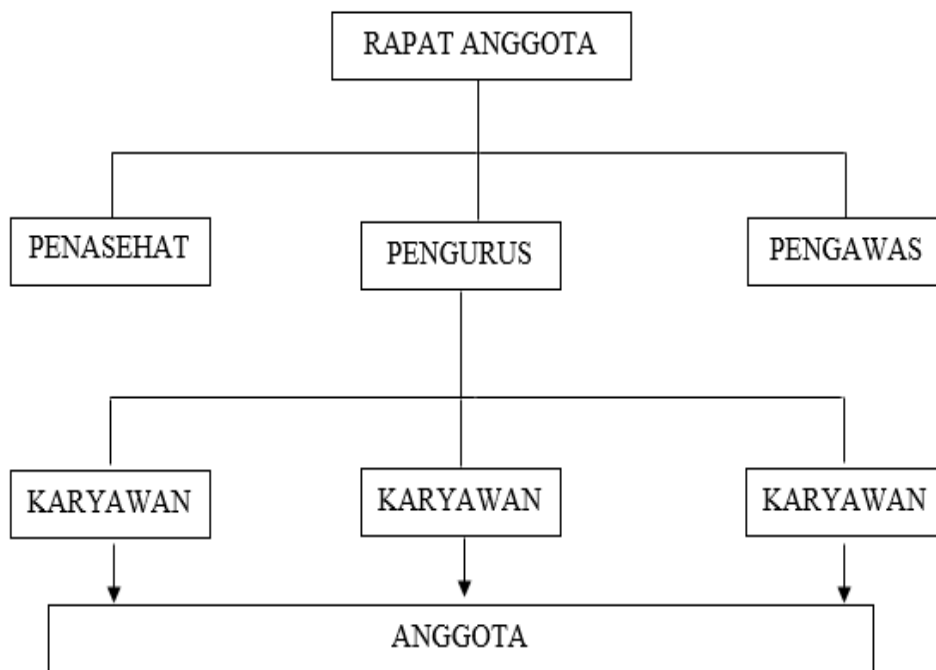 RAPAT ANGGOTA
PENASEHAT
PENGURUS
PENGAWAS
KARYAWAN
KARYAWAN
KARYAWAN
ANGGOTA